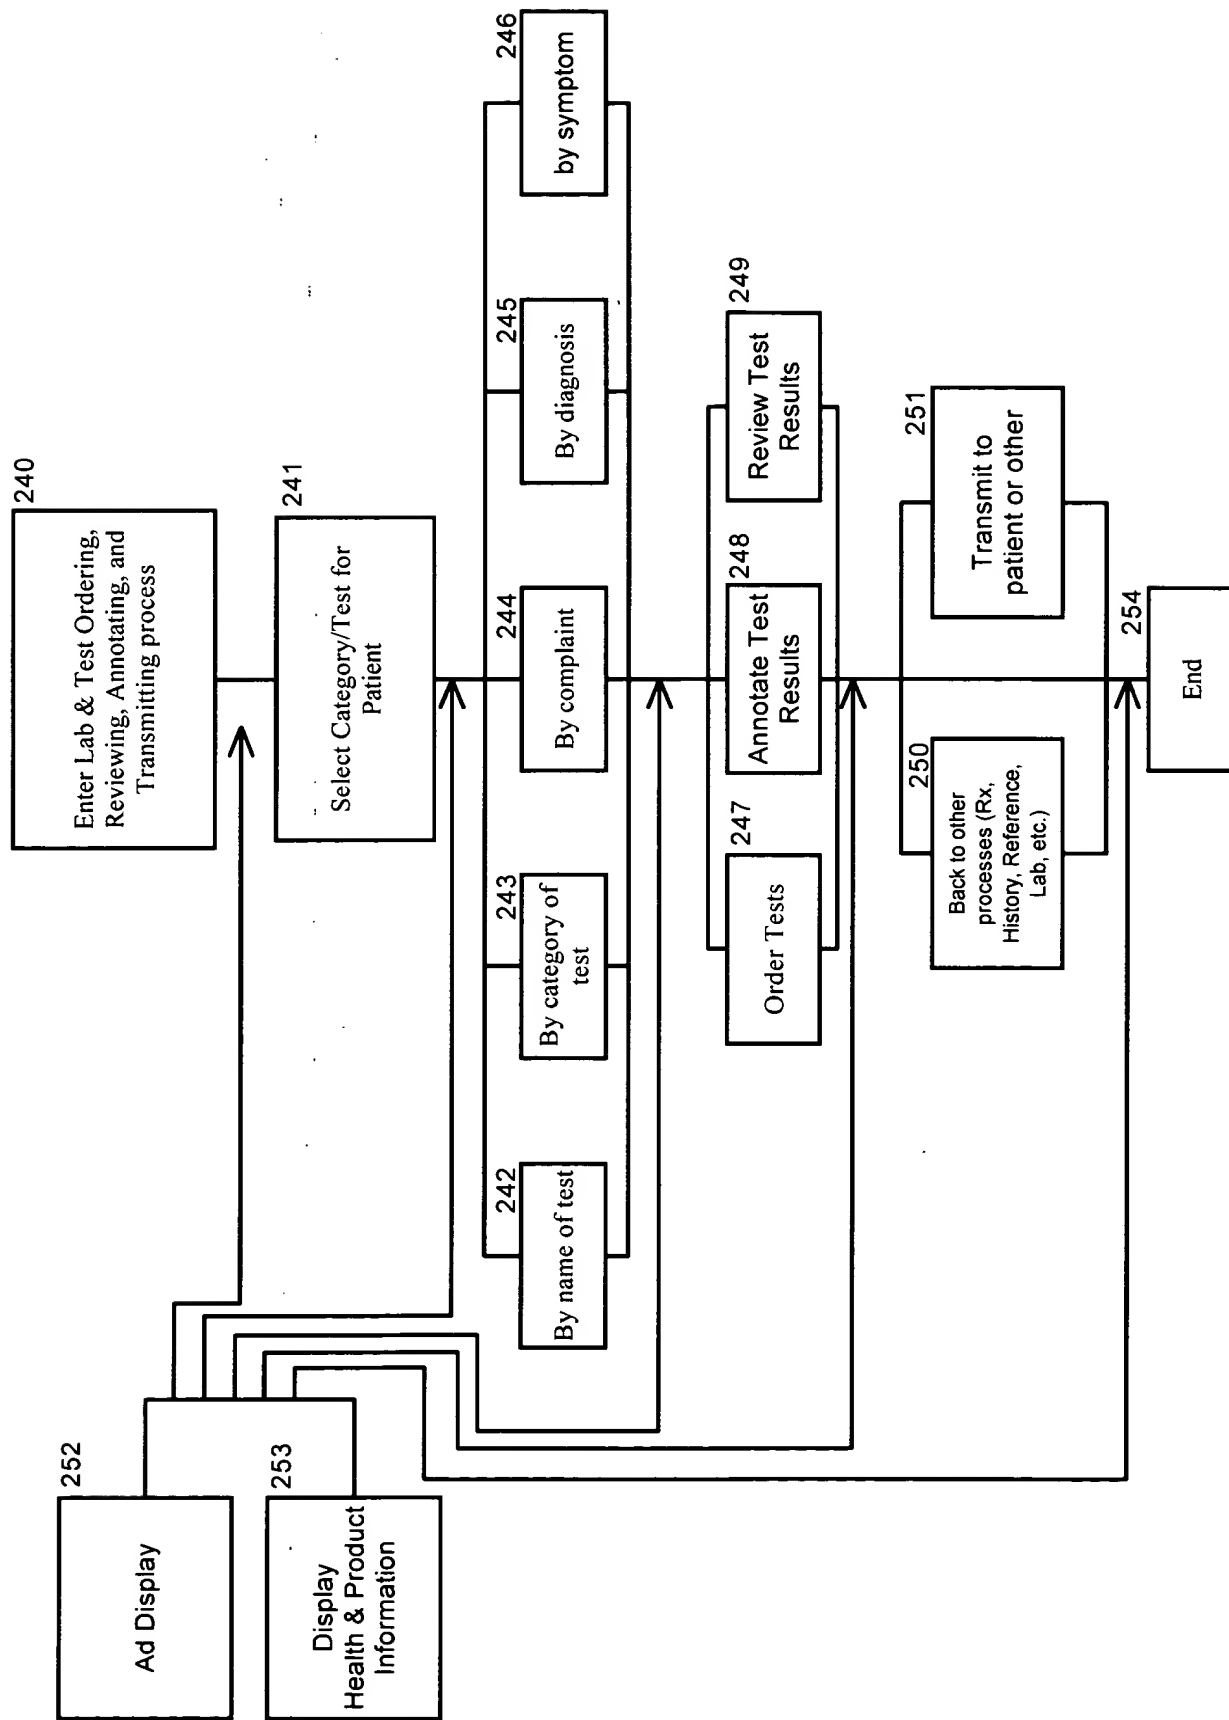 240
Enter Lab & Test Ordering,
Reviewing, Annotating, and
Transmitting process
241
Select Category/Test for
Patient
252
Ad Display
253
Display
Health & Product
Information
242
By name of test
243
By category of
test
244
By complaint
245
By diagnosis
246
by symptom
247
Order Tests
248
Annotate Test
Results
249
Review Test
Results
250
Back to other
processes (Rx,
History, Reference,
Lab, etc.)
251
Transmit to
patient or other
254
End